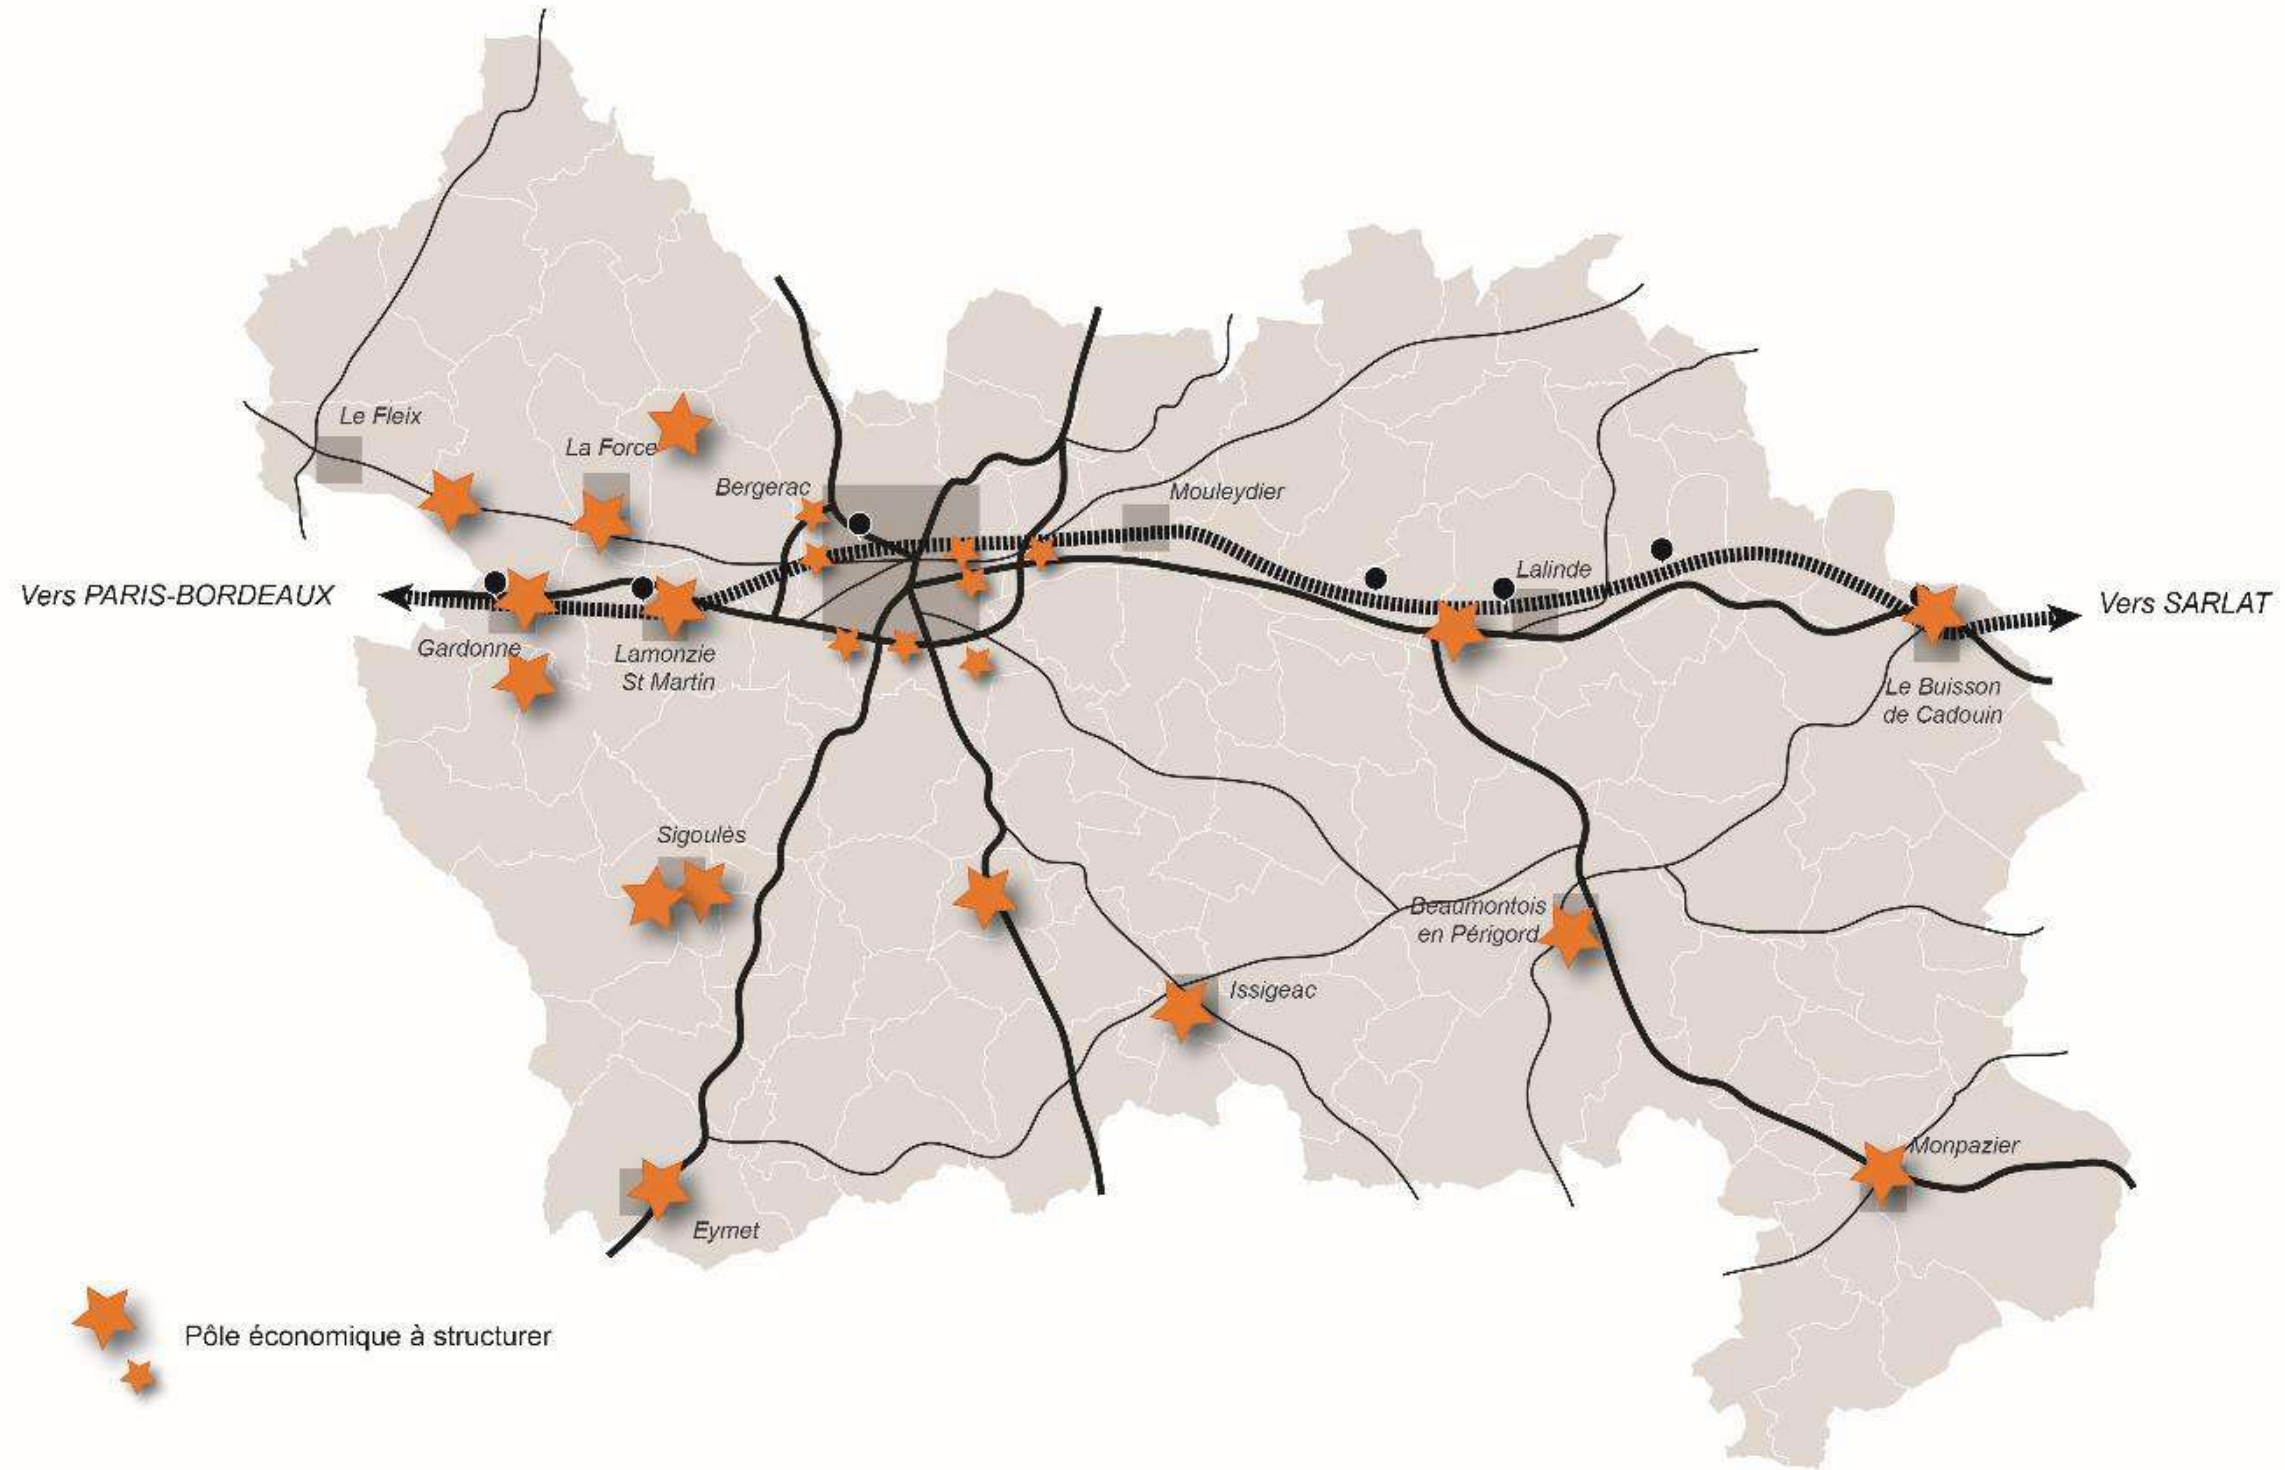 Le Fleix
La Force
Bergerac
Mouleydier
Vers PARIS-BORDEAUX
Lalinde
Vers SARLAT
Gardonne
Lamonzie
St Martin
Le Buisson
de Cadouin
Sigoulès
Beaumontois
en Périgord
Issigeac
Monpazier
Eymet
Pôle économique à structurer